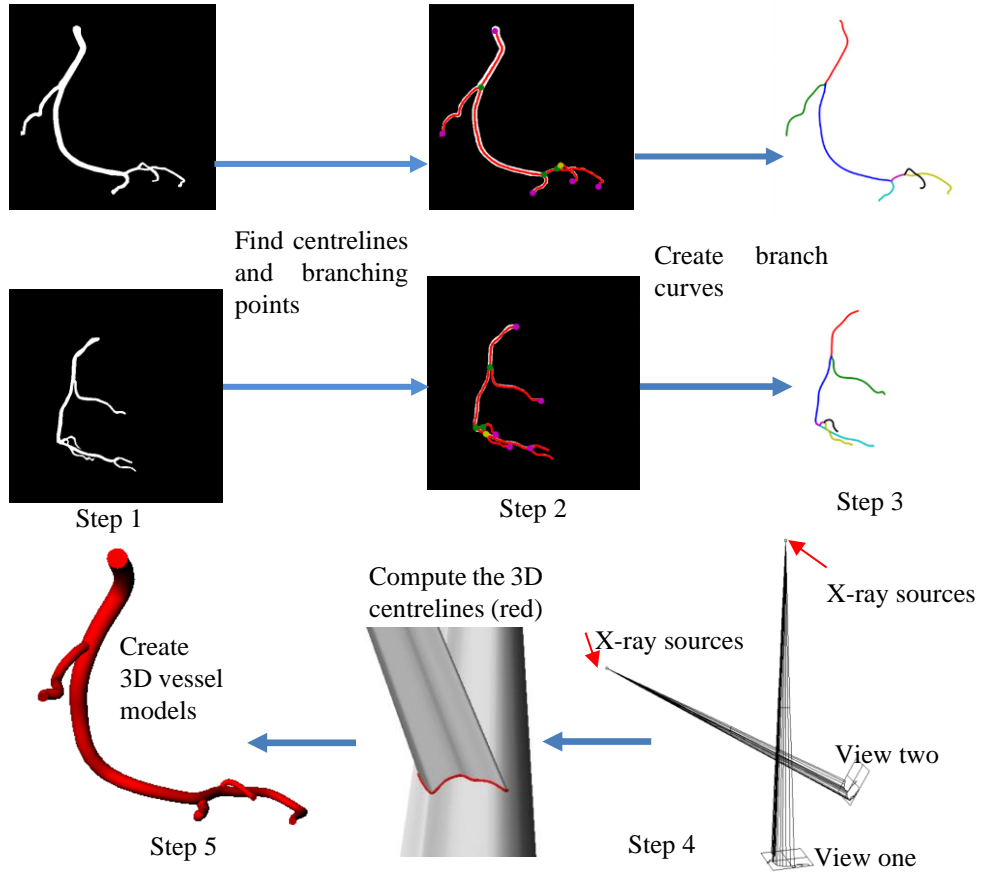 Find centrelines
and branching
points
Create branch
curves
Step 1
Step 2
Step 3
Compute the 3D
centrelines (red)
X-ray sources
X-ray sources
Create
3D vessel
models
View two
Step 5
Step 4
View one